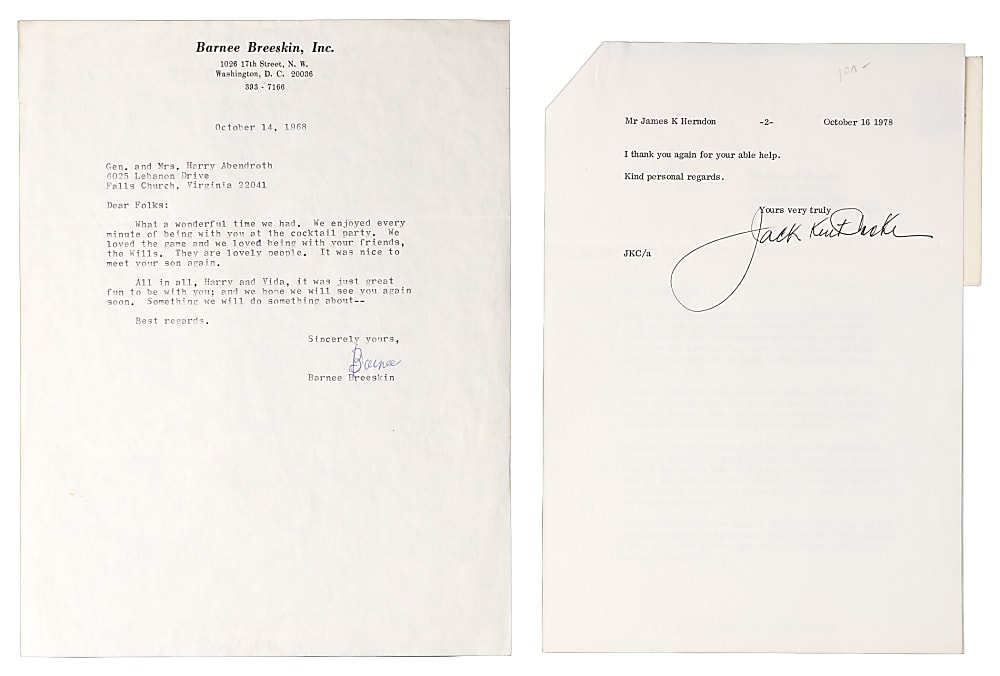 Barnee Breeskin, Inc.
1026 17th Street, N. W.
Washington, D. C. 20036
393 - 7166
October 14, 1968
Gen. and Mrs. Harry Abendroth
6025 Lebanon Drive
Falls Church, Virginia 22041
Dear Folks:
What a wonderful time we had. We enjoyed every
minute of being with you at the cocktail party. We
loved the game and we loved being with your friends,
the Wills. They are lovely people. It was nice to
meet your son again.
All in all, Harry and Vida, it was just great
fun to be with you; and we hope we will see you again
soon. Something we will do something about--
Best regards.
Sincerely yours,
Barnee
Barnee Breeskin
100-
Mr James K Herndon -2- October 16 1978
I thank you again for your able help.
Kind personal regards.
Yours very truly
Jack Kent Cooke
JKC/a